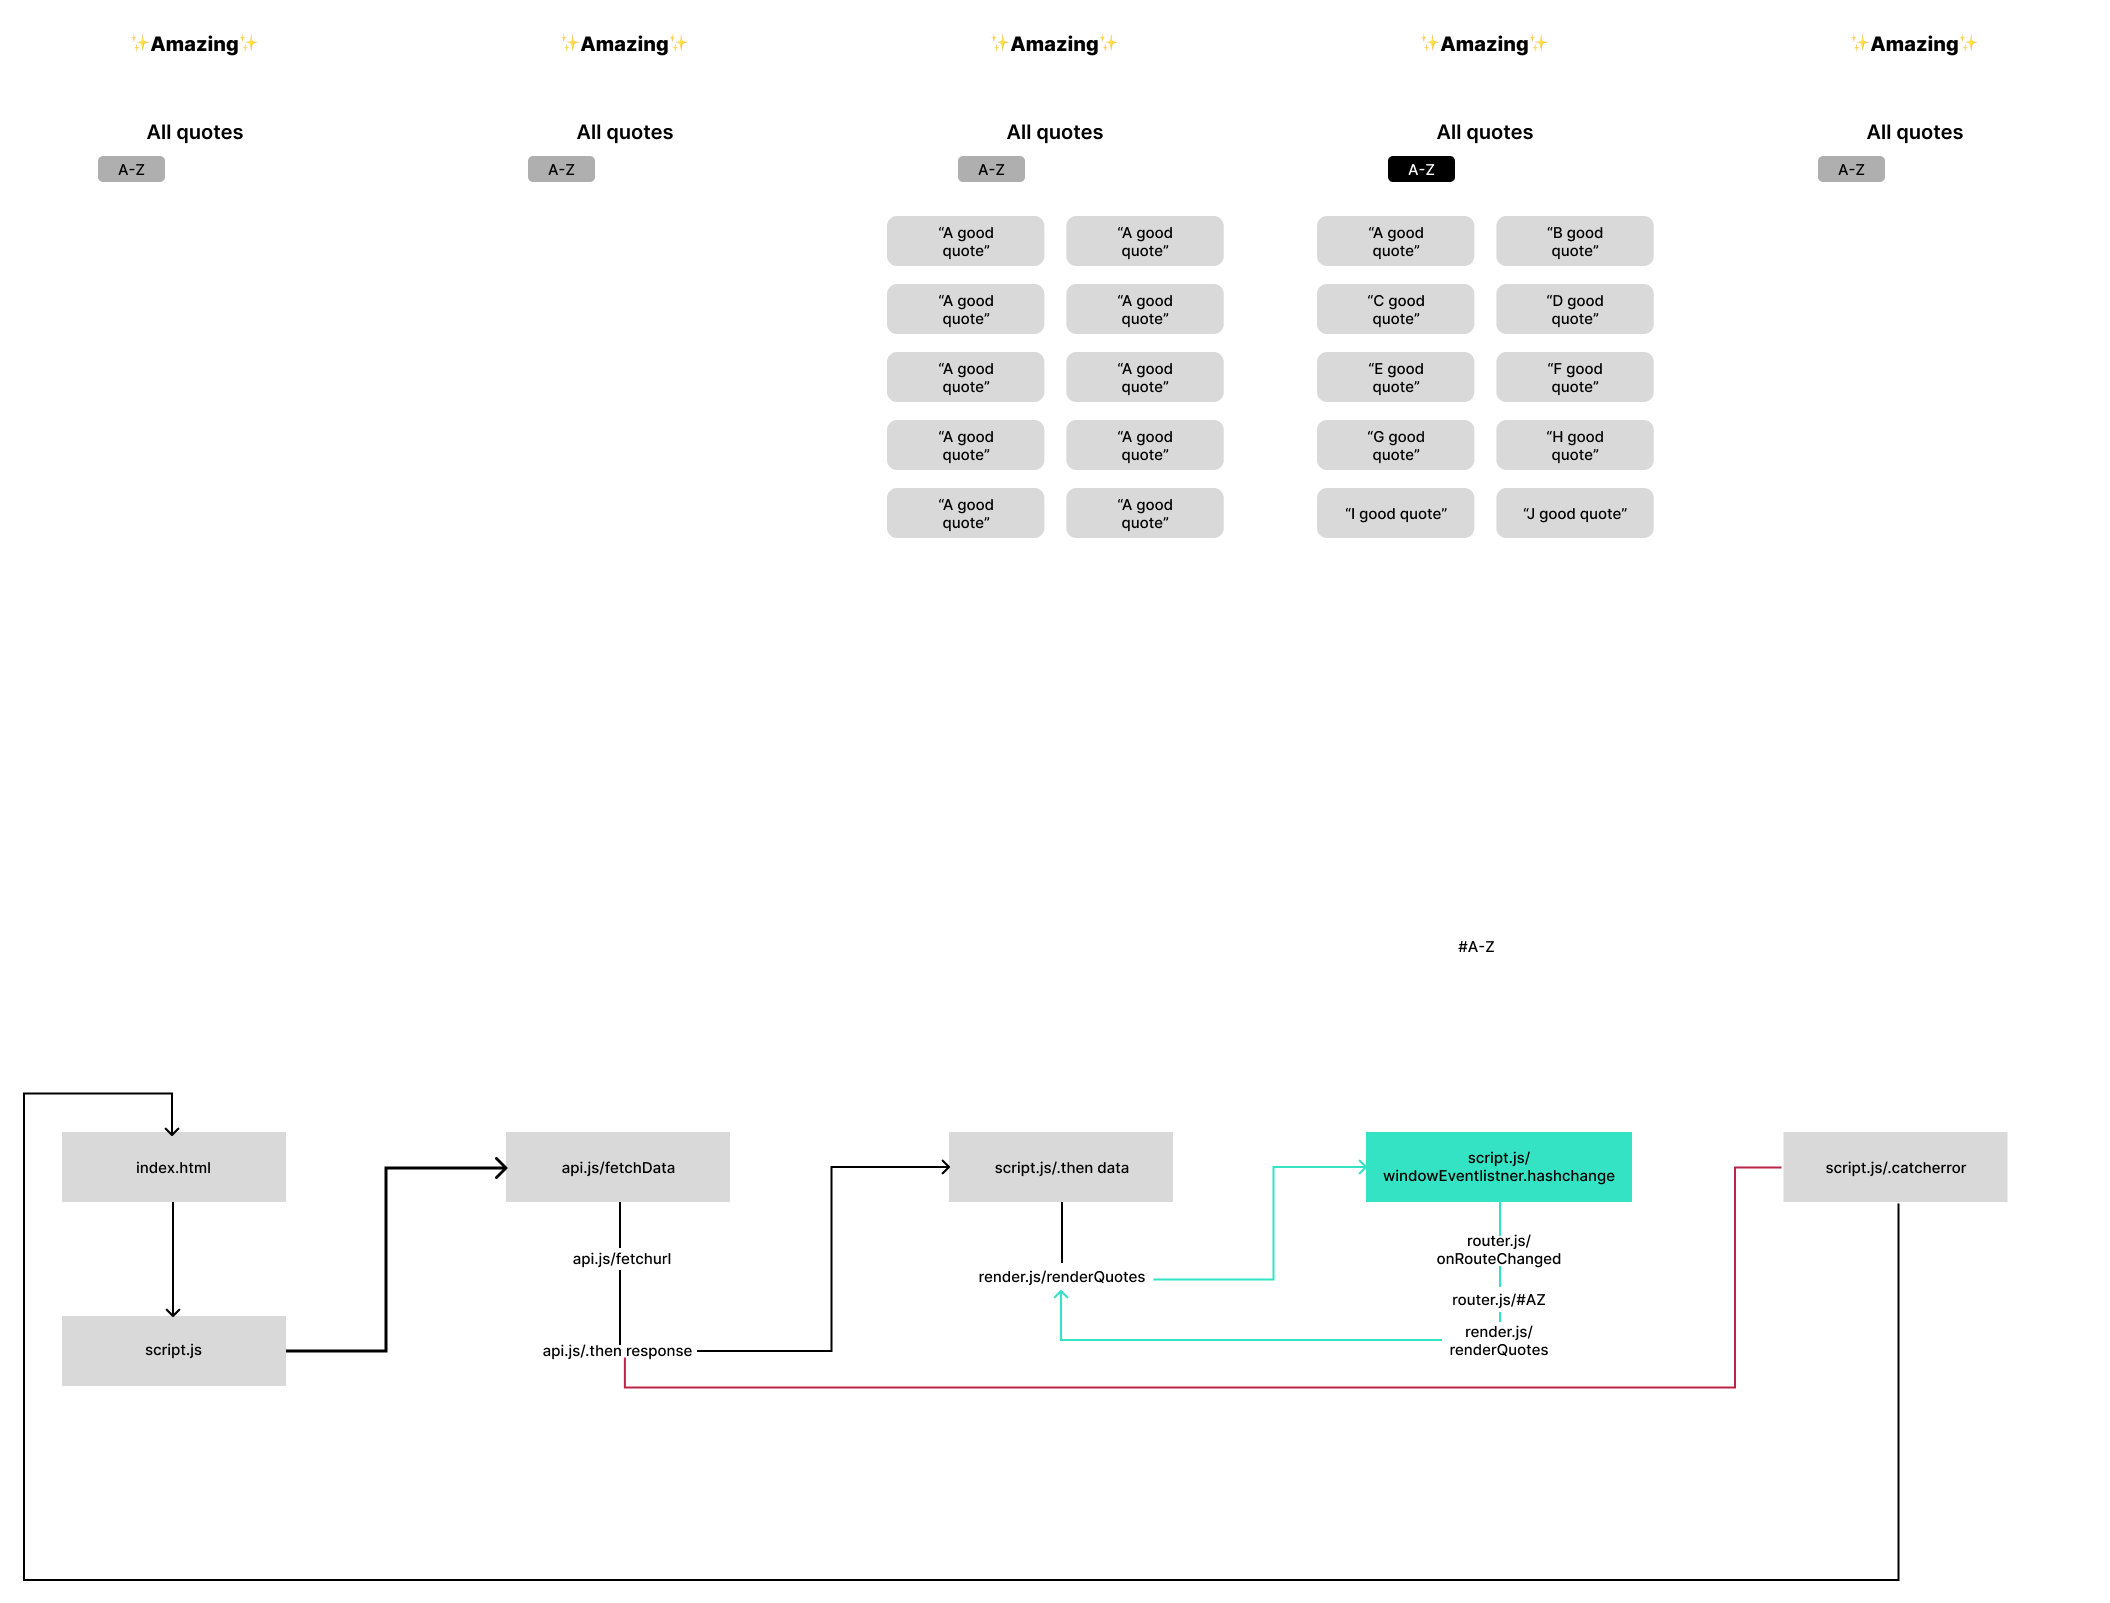 ✨Amazing✨
✨Amazing✨
✨Amazing✨
✨Amazing✨
✨Amazing✨
All quotes
All quotes
All quotes
All quotes
All quotes
A-Z
A-Z
A-Z
A-Z
A-Z
“A good
quote”
“A good
quote”
“A good
quote”
“B good
quote”
“A good
quote”
“A good
quote”
“C good
quote”
“D good
quote”
“A good
quote”
“A good
quote”
“E good
quote”
“F good
quote”
“A good
quote”
“A good
quote”
“G good
quote”
“H good
quote”
“A good
quote”
“A good
quote”
“I good quote”
“J good quote”
#A-Z
index.html
script.js
api.js/fetchData
api.js/fetchurl
api.js/.then response
script.js/.then data
render.js/renderQuotes
script.js/
windowEventlistner.hashchange
router.js/
onRouteChanged
router.js/#AZ
render.js/
renderQuotes
script.js/.catcherror